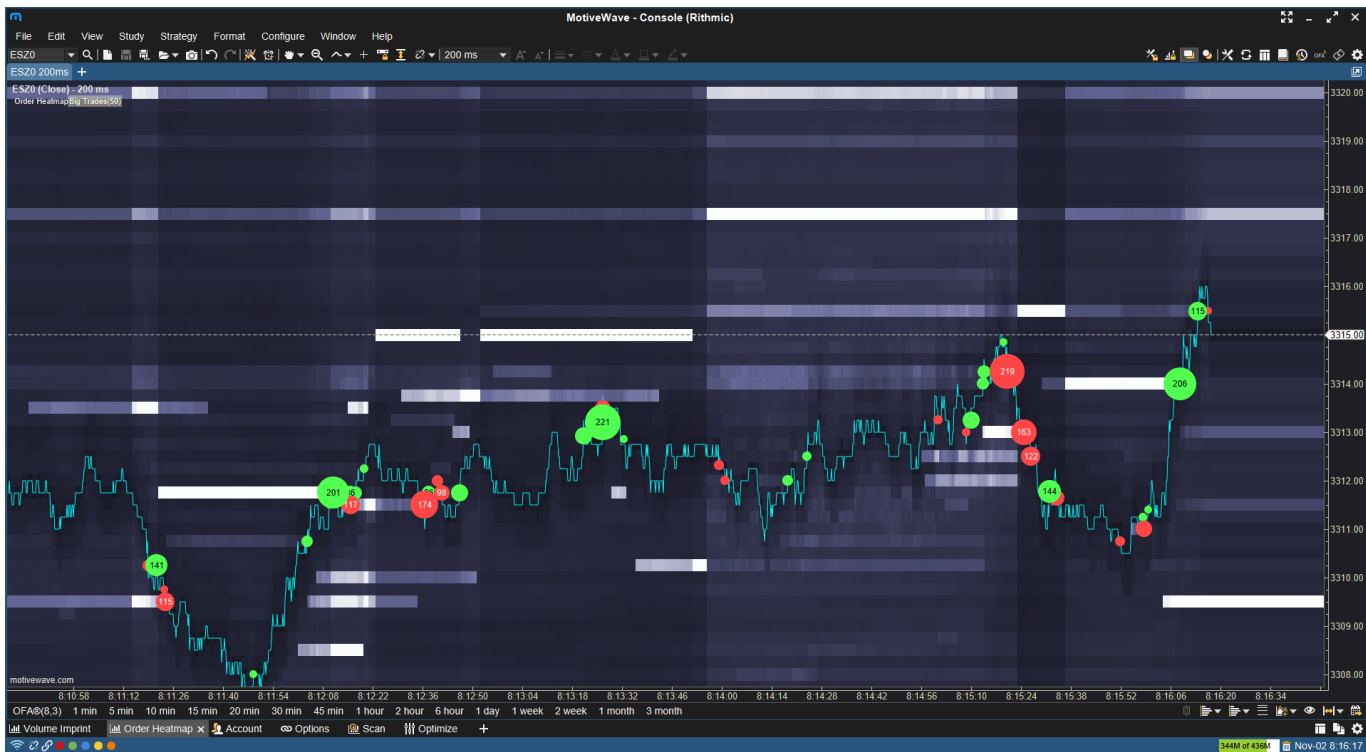 MotiveWave - Console (Rithmic)
File Edit View Study Strategy Format Configure Window Help
ESZ0 200 ms
ESZ0 200ms +
ESZ0 (Close) - 200 ms
Order Heatmap Big Trades(50)
3320.00
3319.00
3318.00
3317.00
3316.00
115
3315.00
219
206
3314.00
221
163
3313.00
122
201 86 98 144
3312.00
117 174
3311.00
141
3310.00
115
3309.00
3308.00
motivewave.com
8:10:58 8:11:12 8:11:26 8:11:40 8:11:54 8:12:08 8:12:22 8:12:36 8:12:50 8:13:04 8:13:18 8:13:32 8:13:46 8:14:00 8:14:14 8:14:28 8:14:42 8:14:56 8:15:10 8:15:24 8:15:38 8:15:52 8:16:06 8:16:20 8:16:34
OFA®(8,3) 1 min 5 min 10 min 15 min 20 min 30 min 45 min 1 hour 2 hour 6 hour 1 day 1 week 2 week 1 month 3 month
Volume Imprint Order Heatmap Account Options Scan Optimize +
344M of 436M Nov-02 8:16:17